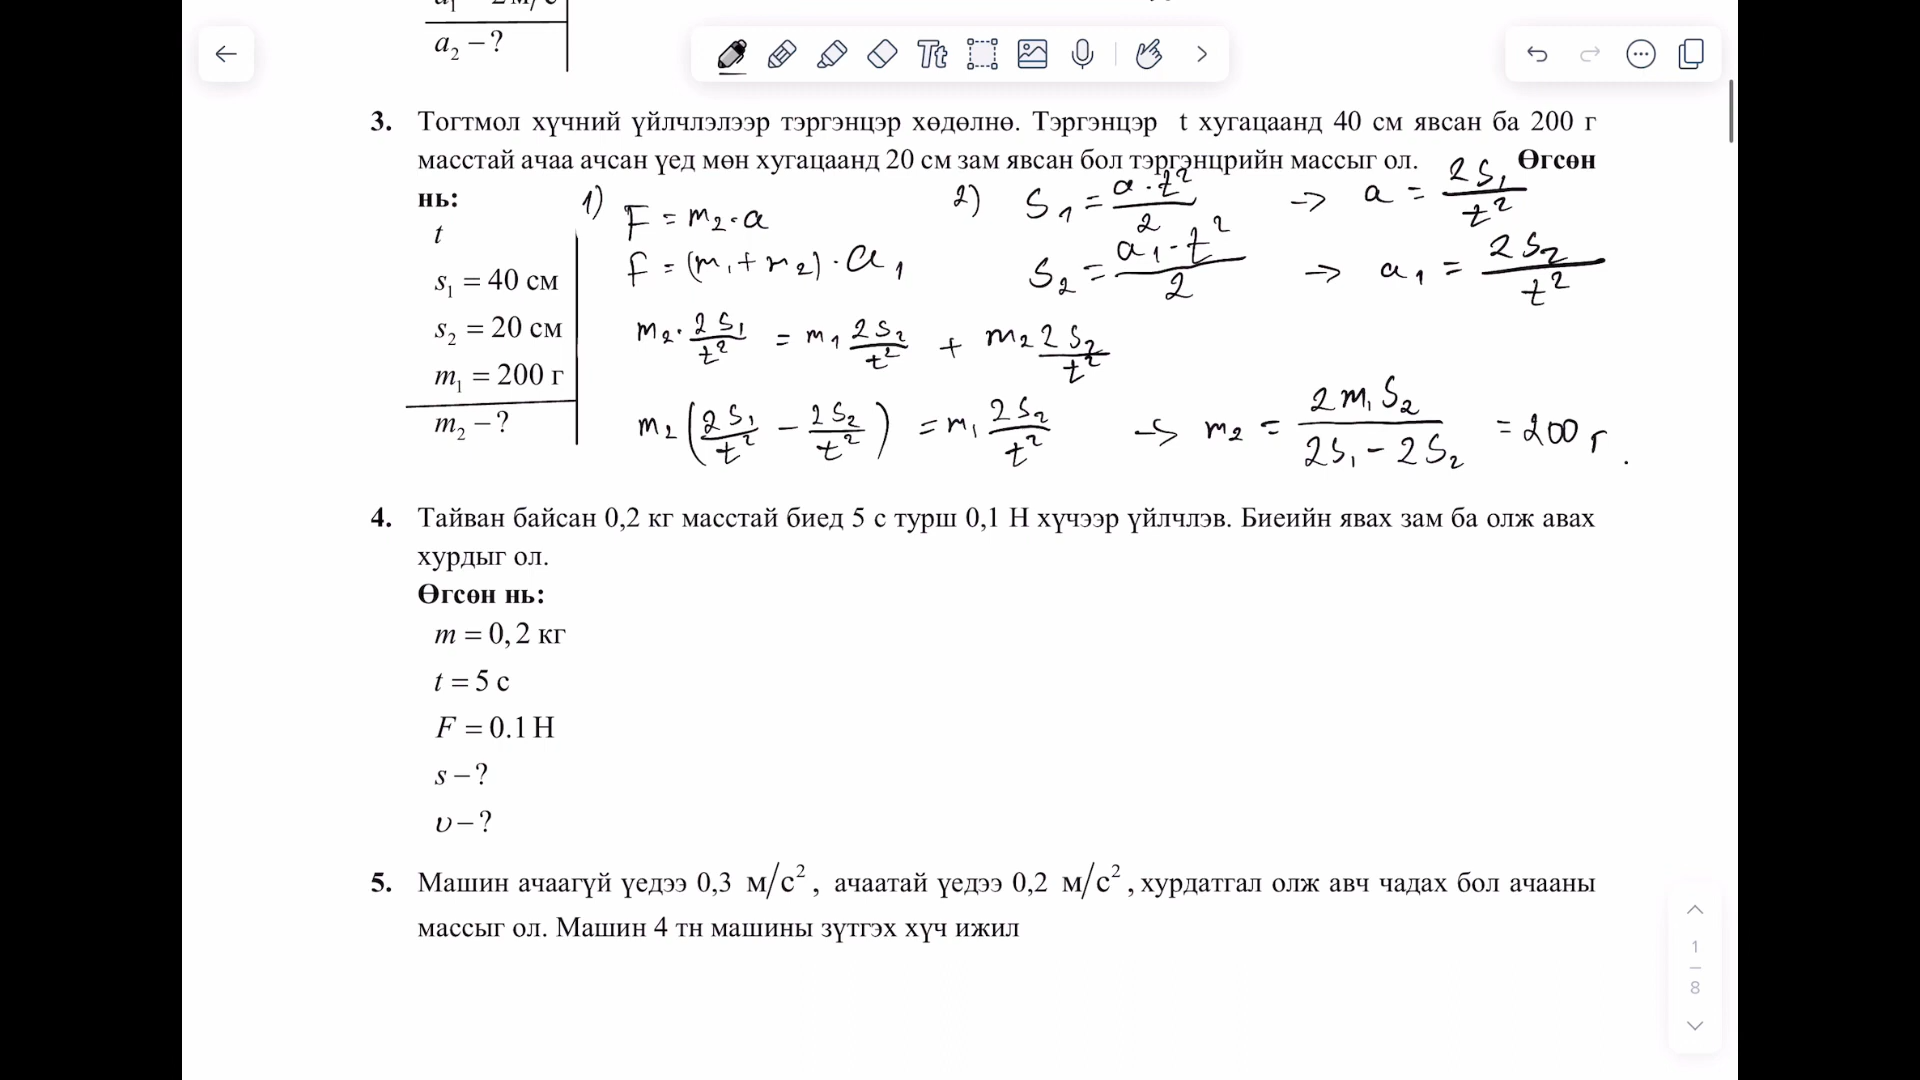 a₂ – ?
Tt
3. Тогтмол хүчний үйлчлэлээр тэргэнцэр хөдөлнө. Тэргэнцэр t хугацаанд 40 см явсан ба 200 г
масстай ачаа ачсан үед мөн хугацаанд 20 см зам явсан бол тэргэнцрийн массыг ол. Өгсөн
нь:
t
s₁ = 40 см
s₂ = 20 см
m₁ = 200 г
m₂ – ?
1) F = m₂·a
F = (m₁ + m₂)·a₁
2) S₁ = a·t²/2 → a = 2S₁/t²
S₂ = a₁·t²/2 → a₁ = 2S₂/t²
m₂·2S₁/t² = m₁ 2S₂/t² + m₂ 2S₂/t²
m₂(2S₁/t² – 2S₂/t²) = m₁ 2S₂/t² → m₂ = 2m₁S₂/2S₁ – 2S₂ = 200 г.
4. Тайван байсан 0,2 кг масстай биед 5 с турш 0,1 Н хүчээр үйлчлэв. Биеийн явах зам ба олж авах
хурдыг ол.
Өгсөн нь:
m = 0,2 кг
t = 5 с
F = 0.1 Н
s – ?
υ – ?
5. Машин ачаагүй үедээ 0,3 м/с², ачаатай үедээ 0,2 м/с², хурдатгал олж авч чадах бол ачааны
массыг ол. Машин 4 тн машины зүтгэх хүч ижил
1
8